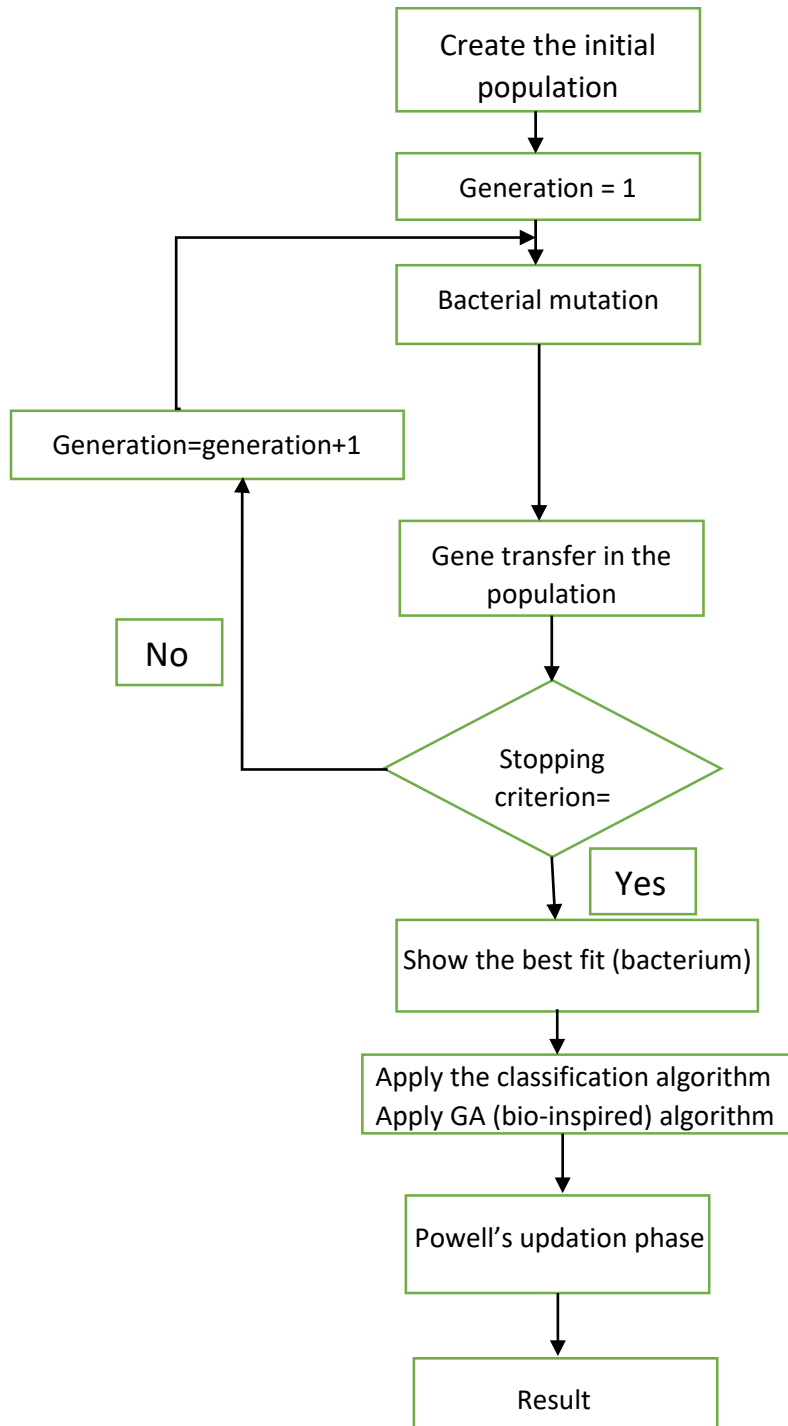 Create the initial
population
Generation = 1
Bacterial mutation
Generation=generation+1
Gene transfer in the
population
No
Stopping
criterion=
Yes
Show the best fit (bacterium)
Apply the classification algorithm
Apply GA (bio-inspired) algorithm
Powell’s updation phase
Result